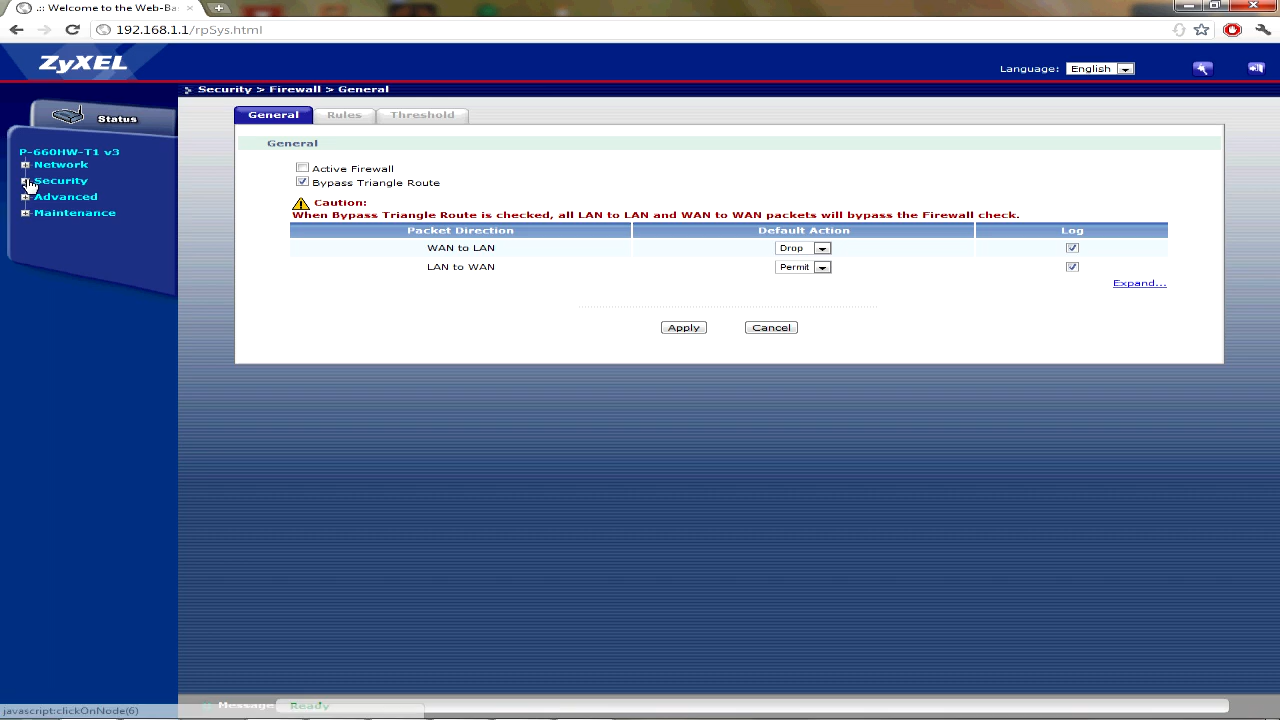 .:: Welcome to the Web-Ba
192.168.1.1/rpSys.html
ZyXEL
Language: English
Security > Firewall > General
Status
P-660HW-T1 v3
Network
Security
Advanced
Maintenance
General Rules Threshold
General
Active Firewall
Bypass Triangle Route
Caution:
When Bypass Triangle Route is checked, all LAN to LAN and WAN to WAN packets will bypass the Firewall check.
Packet Direction Default Action Log
WAN to LAN Drop
LAN to WAN Permit
Expand...
Apply Cancel
javascript:clickOnNode(6)
Message Ready